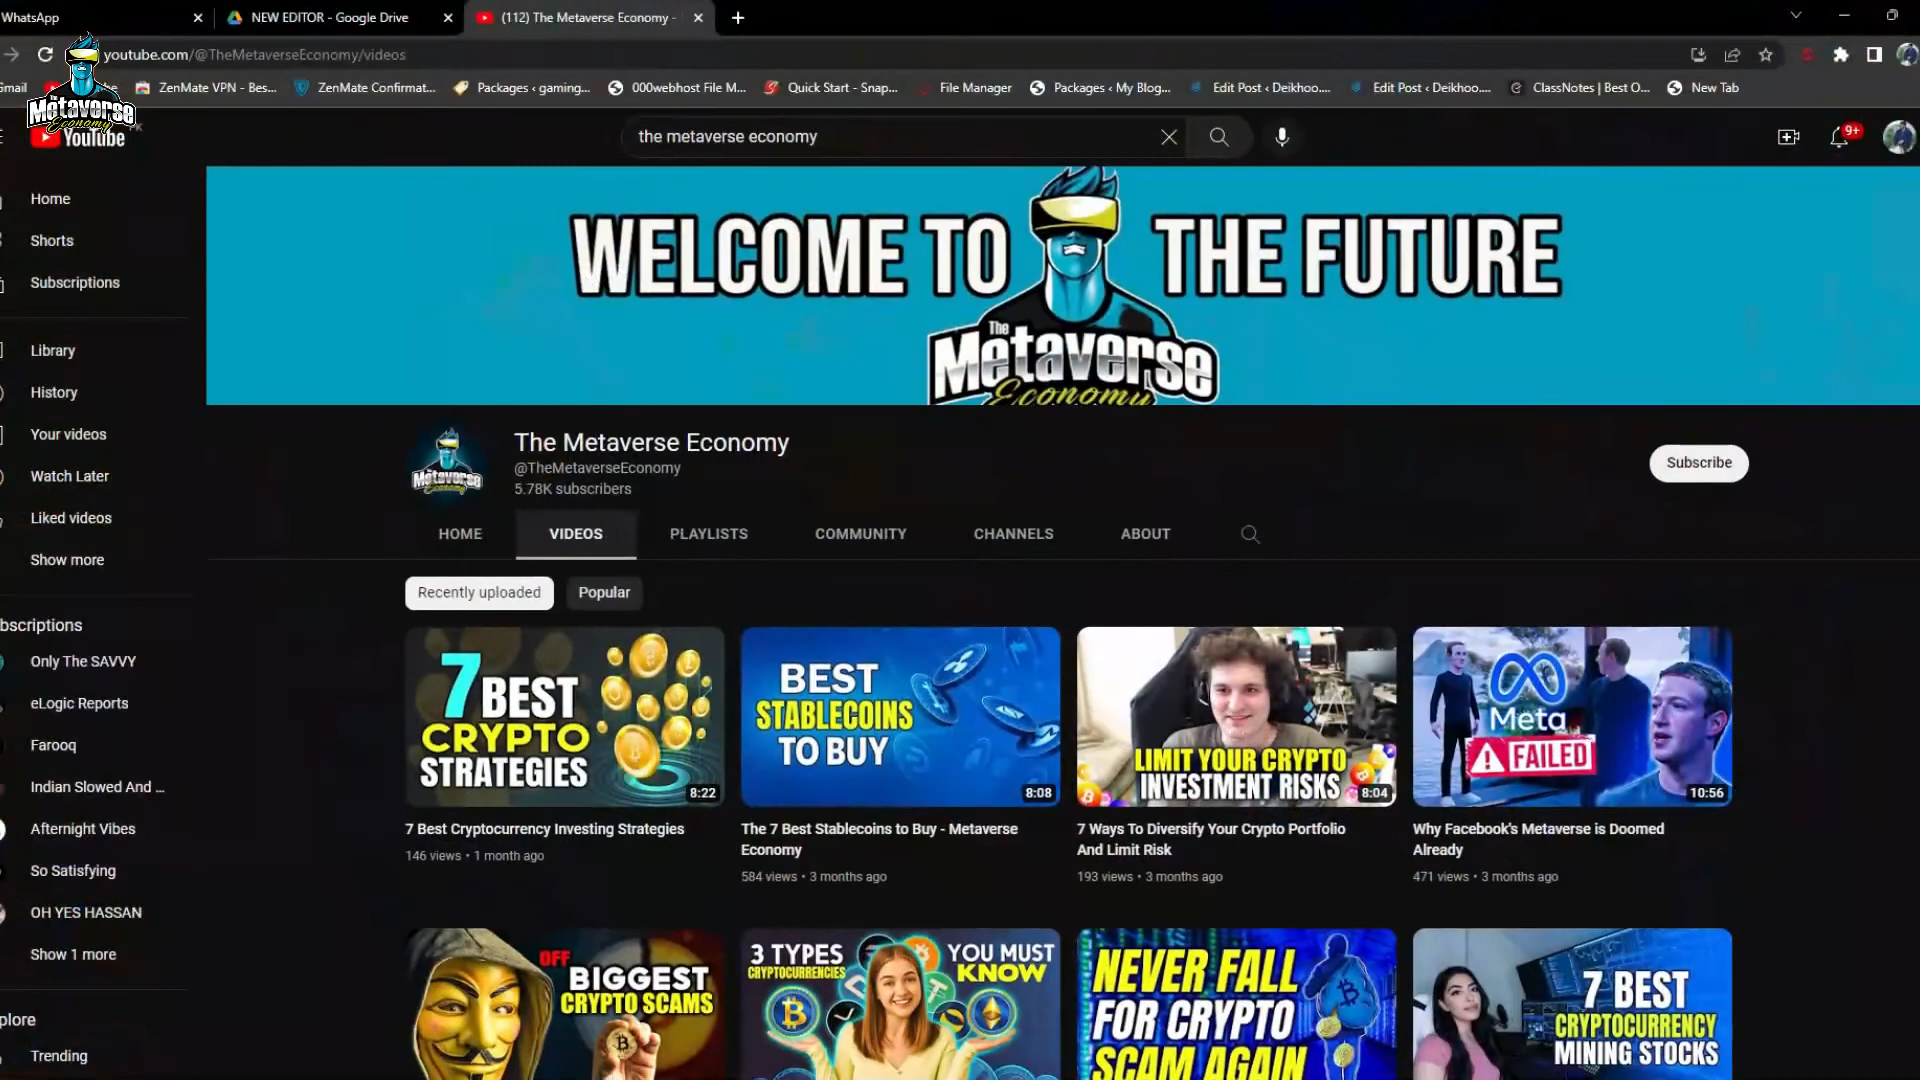 WhatsApp
NEW EDITOR - Google Drive
(112) The Metaverse Economy -
youtube.com/@TheMetaverseEconomy/videos
Gmail
ZenMate VPN - Bes...
ZenMate Confirmat...
Packages ‹ gaming...
000webhost File M...
Quick Start - Snap...
File Manager
Packages ‹ My Blog...
Edit Post ‹ Deikhoo....
Edit Post ‹ Deikhoo....
ClassNotes | Best O...
New Tab
The
Metaverse
Economy
YouTube
PK
the metaverse economy
9+
WELCOME TO THE FUTURE
The
Metaverse
Economy
Home
Shorts
Subscriptions
Library
History
Your videos
Watch Later
Liked videos
Show more
bscriptions
Only The SAVVY
eLogic Reports
Farooq
Indian Slowed And ...
Afternight Vibes
So Satisfying
OH YES HASSAN
Show 1 more
plore
Trending
Metaverse
Economy
The Metaverse Economy
@TheMetaverseEconomy
5.78K subscribers
Subscribe
HOME
VIDEOS
PLAYLISTS
COMMUNITY
CHANNELS
ABOUT
Recently uploaded
Popular
7 BEST
CRYPTO
STRATEGIES
8:22
7 Best Cryptocurrency Investing Strategies
146 views • 1 month ago
BEST
STABLECOINS
TO BUY
8:08
The 7 Best Stablecoins to Buy - Metaverse
Economy
584 views • 3 months ago
LIMIT YOUR CRYPTO
INVESTMENT RISKS
8:04
7 Ways To Diversify Your Crypto Portfolio
And Limit Risk
193 views • 3 months ago
Meta
FAILED
10:56
Why Facebook's Metaverse is Doomed
Already
471 views • 3 months ago
OFF
BIGGEST
CRYPTO SCAMS
3 TYPES
CRYPTOCURRENCIES
YOU MUST
KNOW
NEVER FALL
FOR CRYPTO
SCAM AGAIN
7 BEST
CRYPTOCURRENCY
MINING STOCKS